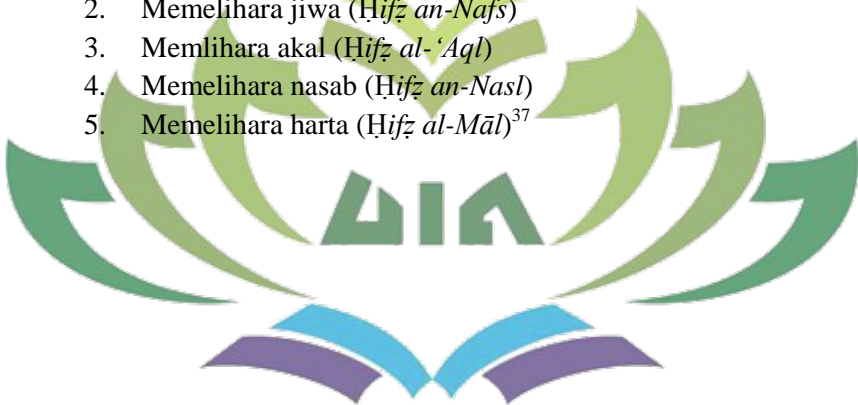 2. Memelihara jiwa (Ḥifẓ an-Nafs)
3. Memlihara akal (Ḥifẓ al-‘Aql)
4. Memelihara nasab (Ḥifẓ an-Nasl)
5. Memelihara harta (Ḥifẓ al-Māl)37
UIN